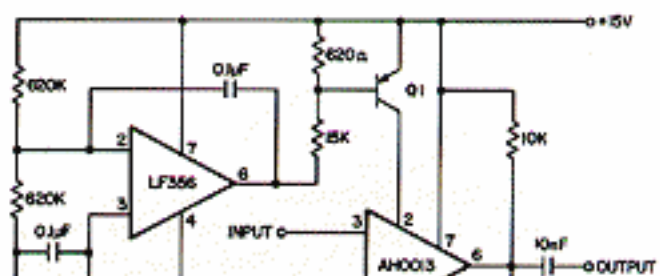 +15V
620Ω
0.1µF
Q1
620K
15K
10K
2
7
LF356
6
620K
3
4
0.1µF
INPUT
3
2
7
6
AH0013
OUTPUT